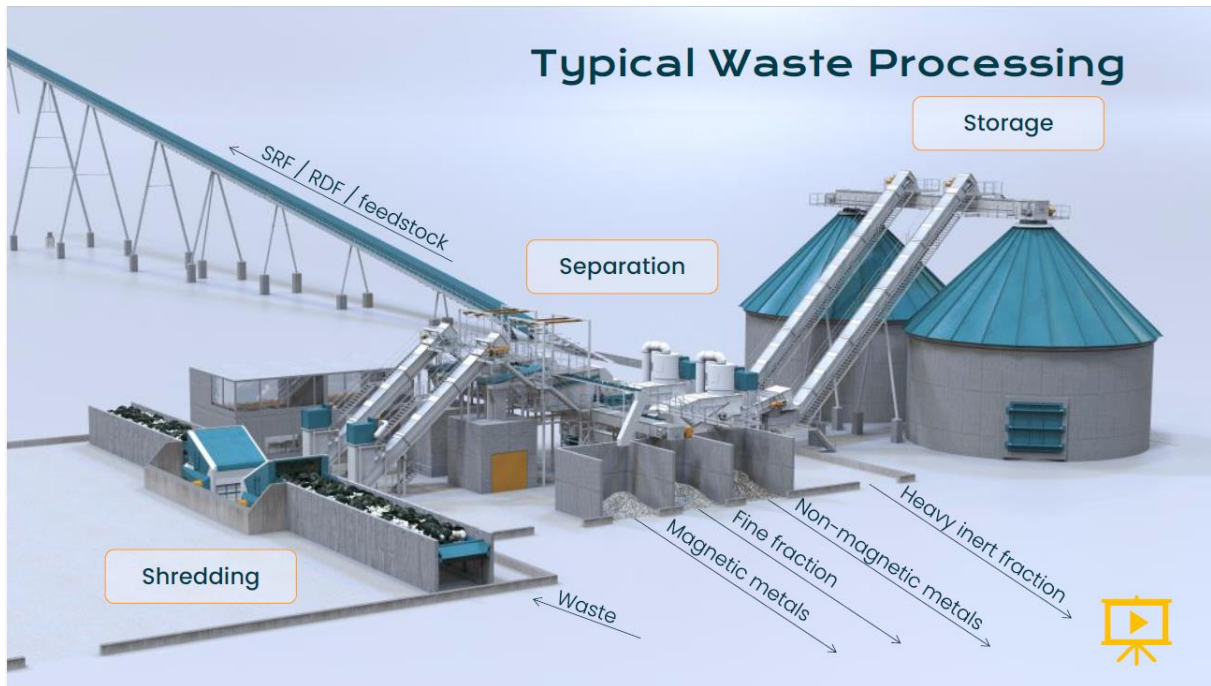 Typical Waste Processing
Storage
SRF / RDF / feedstock
Separation
Heavy inert fraction
Non-magnetic metals
Fine fraction
Magnetic metals
Shredding
Waste